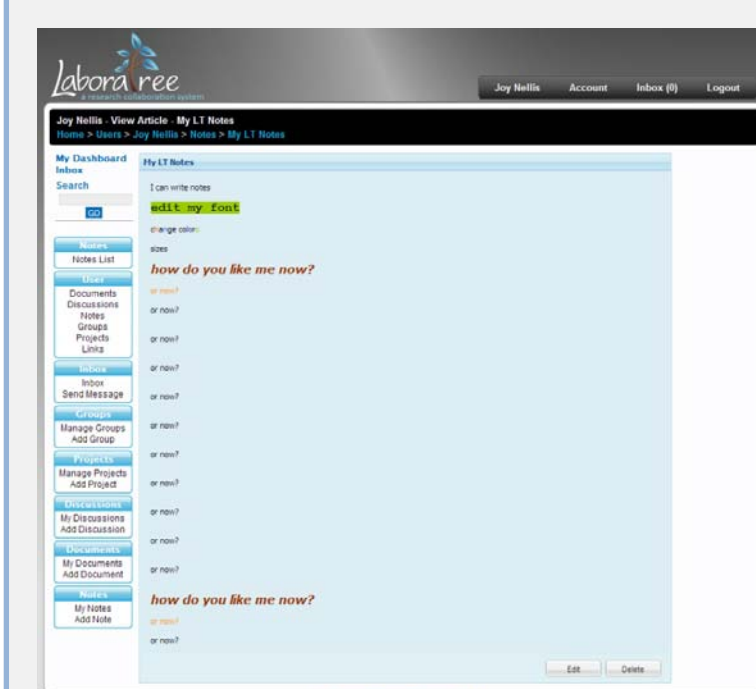 Laboratree
a research collaboration system
Joy Nellis Account Inbox (0) Logout
Joy Nellis - View Article - My LT Notes
Home > Users > Joy Nellis > Notes > My LT Notes
My Dashboard
Inbox
Search
GO
Notes
Notes List
User
Documents
Discussions
Notes
Groups
Projects
Links
Inbox
Inbox
Send Message
Groups
Manage Groups
Add Group
Projects
Manage Projects
Add Project
Discussions
My Discussions
Add Discussion
Documents
My Documents
Add Document
Notes
My Notes
Add Note
My LT Notes
I can write notes
edit my font
change colors
sizes
how do you like me now?
or now?
or now?
or now?
or now?
or now?
or now?
or now?
or now?
or now?
or now?
or now?
how do you like me now?
or now?
or now?
Edit Delete